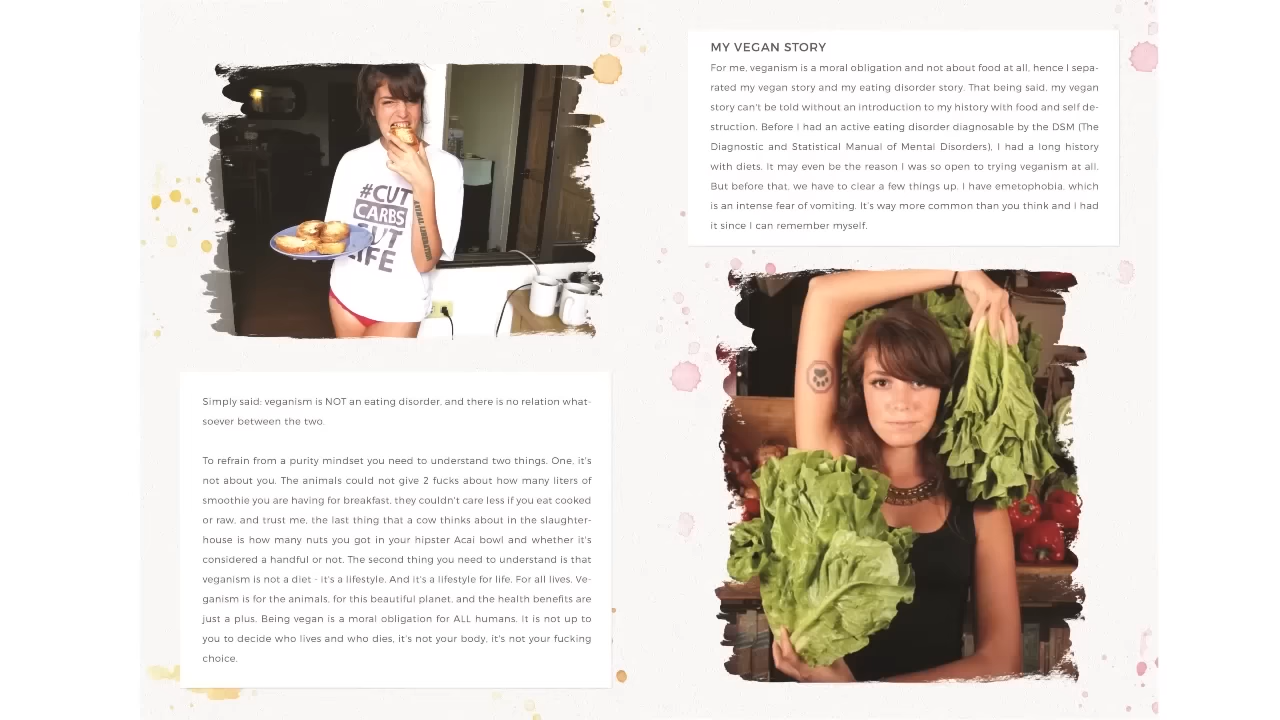 #CUT
CARBS
CUT
LIFE
Simply said: veganism is NOT an eating disorder, and there is no relation what-
soever between the two.
To refrain from a purity mindset you need to understand two things. One, it's
not about you. The animals could not give 2 fucks about how many liters of
smoothie you are having for breakfast, they couldn't care less if you eat cooked
or raw, and trust me, the last thing that a cow thinks about in the slaughter-
house is how many nuts you got in your hipster Acai bowl and whether it's
considered a handful or not. The second thing you need to understand is that
veganism is not a diet - it's a lifestyle. And it's a lifestyle for life. For all lives. Ve-
ganism is for the animals, for this beautiful planet, and the health benefits are
just a plus. Being vegan is a moral obligation for ALL humans. It is not up to
you to decide who lives and who dies, it's not your body, it's not your fucking
choice.
MY VEGAN STORY
For me, veganism is a moral obligation and not about food at all, hence I sepa-
rated my vegan story and my eating disorder story. That being said, my vegan
story can't be told without an introduction to my history with food and self de-
struction. Before I had an active eating disorder diagnosable by the DSM (The
Diagnostic and Statistical Manual of Mental Disorders), I had a long history
with diets. It may even be the reason I was so open to trying veganism at all.
But before that, we have to clear a few things up. I have emetophobia, which
is an intense fear of vomiting. It's way more common than you think and I had
it since I can remember myself.